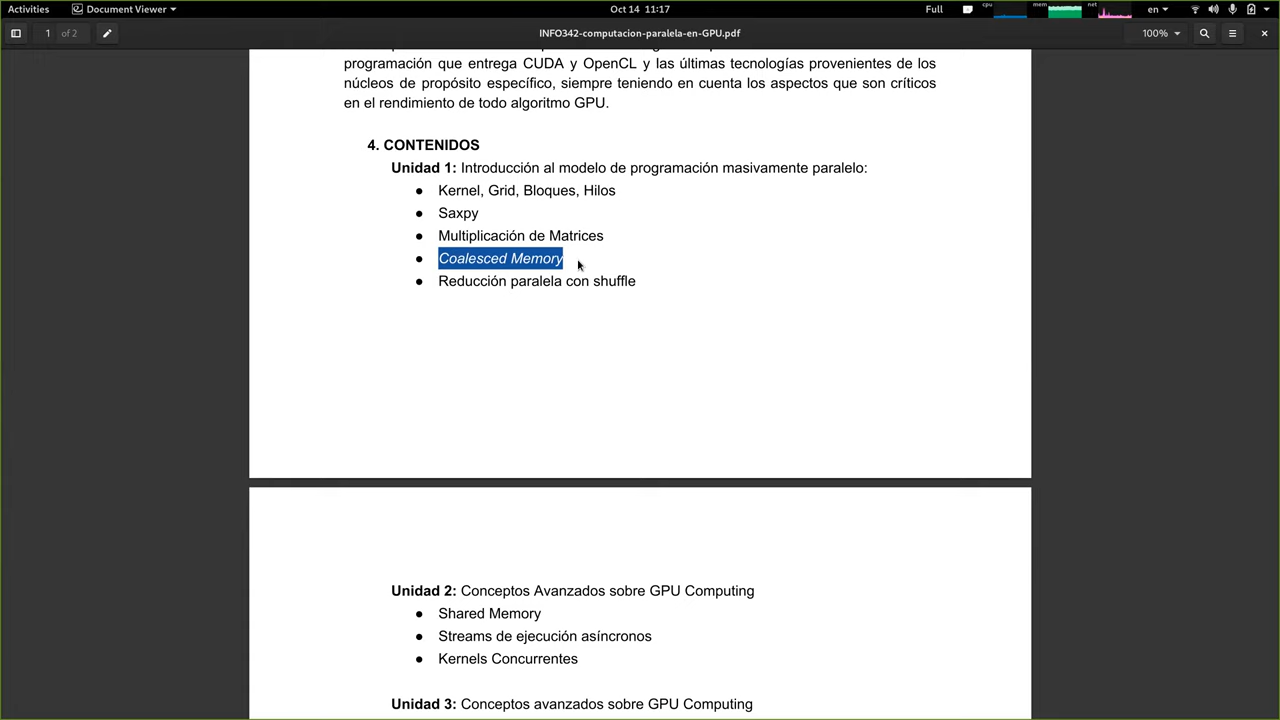 Activities Document Viewer Oct 14 11:17 Full cpu mem net en
1 of 2 INFO342-computacion-paralela-en-GPU.pdf 100%
programación que entrega CUDA y OpenCL y las últimas tecnologías provenientes de los
núcleos de propósito específico, siempre teniendo en cuenta los aspectos que son críticos
en el rendimiento de todo algoritmo GPU.
4. CONTENIDOS
Unidad 1: Introducción al modelo de programación masivamente paralelo:
● Kernel, Grid, Bloques, Hilos
● Saxpy
● Multiplicación de Matrices
● Coalesced Memory
● Reducción paralela con shuffle
Unidad 2: Conceptos Avanzados sobre GPU Computing
● Shared Memory
● Streams de ejecución asíncronos
● Kernels Concurrentes
Unidad 3: Conceptos avanzados sobre GPU Computing